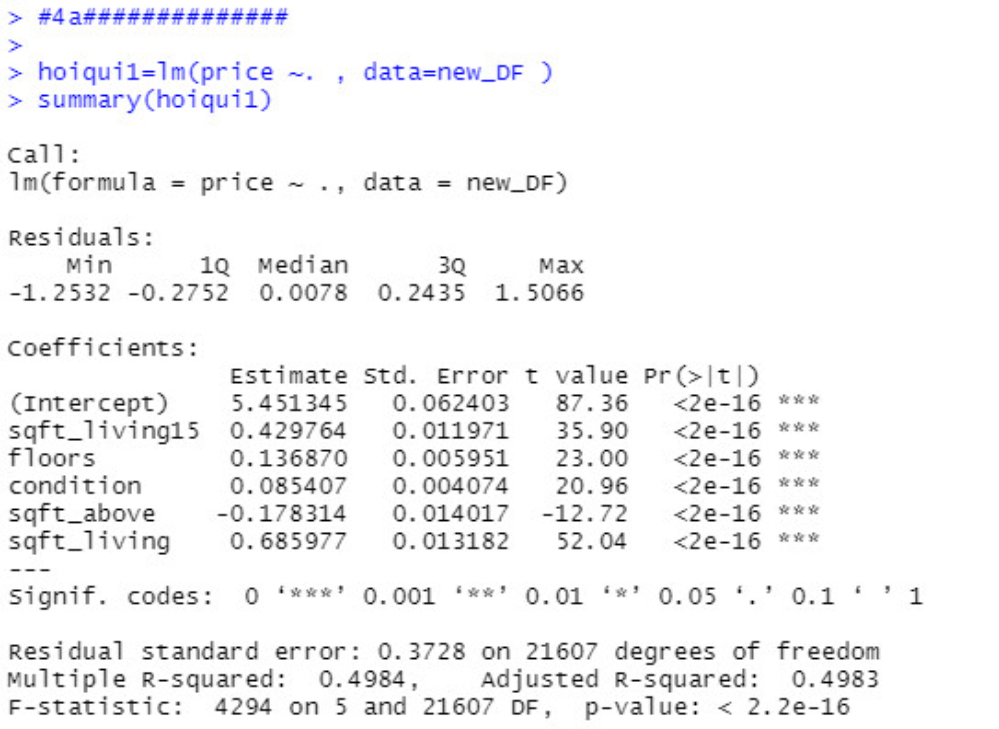 > #4a##############
>
> hoiqui1=lm(price ~. , data=new_DF )
> summary(hoiqui1)
Call:
lm(formula = price ~ ., data = new_DF)
Residuals:
Min 1Q Median 3Q Max
-1.2532 -0.2752 0.0078 0.2435 1.5066
Coefficients:
Estimate Std. Error t value Pr(>|t|)
(Intercept) 5.451345 0.062403 87.36 <2e-16 ***
sqft_living15 0.429764 0.011971 35.90 <2e-16 ***
floors 0.136870 0.005951 23.00 <2e-16 ***
condition 0.085407 0.004074 20.96 <2e-16 ***
sqft_above -0.178314 0.014017 -12.72 <2e-16 ***
sqft_living 0.685977 0.013182 52.04 <2e-16 ***
---
Signif. codes: 0 ‘***’ 0.001 ‘**’ 0.01 ‘*’ 0.05 ‘.’ 0.1 ‘ ’ 1
Residual standard error: 0.3728 on 21607 degrees of freedom
Multiple R-squared: 0.4984, Adjusted R-squared: 0.4983
F-statistic: 4294 on 5 and 21607 DF, p-value: < 2.2e-16